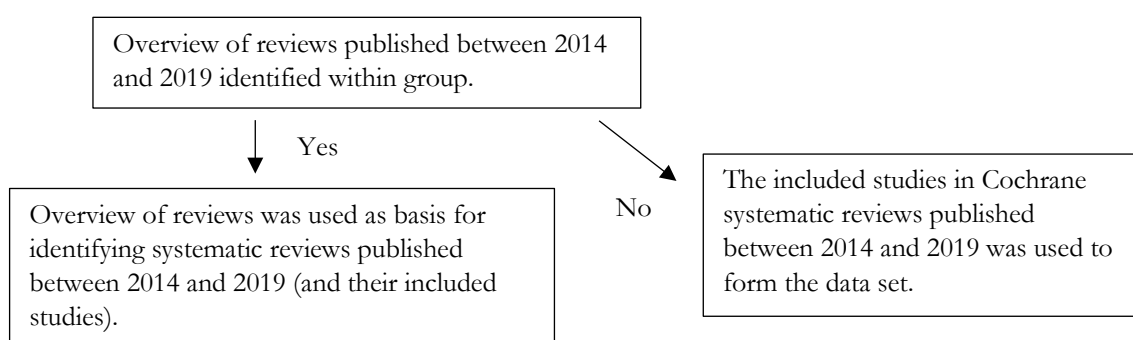 Overview of reviews published between 2014
and 2019 identified within group.
Yes
No
Overview of reviews was used as basis for
identifying systematic reviews published
between 2014 and 2019 (and their included
studies).
The included studies in Cochrane
systematic reviews published
between 2014 and 2019 was used to
form the data set.